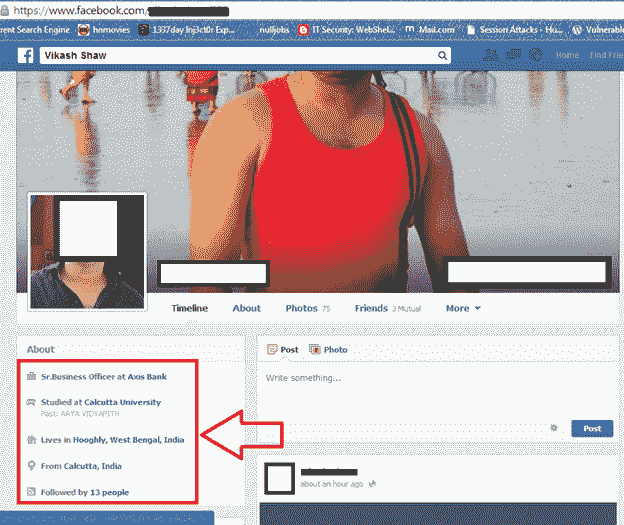 https://www.facebook.com
rent Search Engine hnmovies 1337day Inj3ct0r Exp... nulljobs IT Security: WebShel... Mail.com Session Attacks - Hu... Vulnerable
Vikash Shaw
Home Find Frie
Timeline About Photos 75 Friends 3 Mutual More
About
Sr.Business Officer at Axis Bank
Studied at Calcutta University
Past: ARYA VIDYAPITH
Lives in Hooghly, West Bengal, India
From Calcutta, India
Followed by 13 people
Post Photo
Write something...
Post
about an hour ago